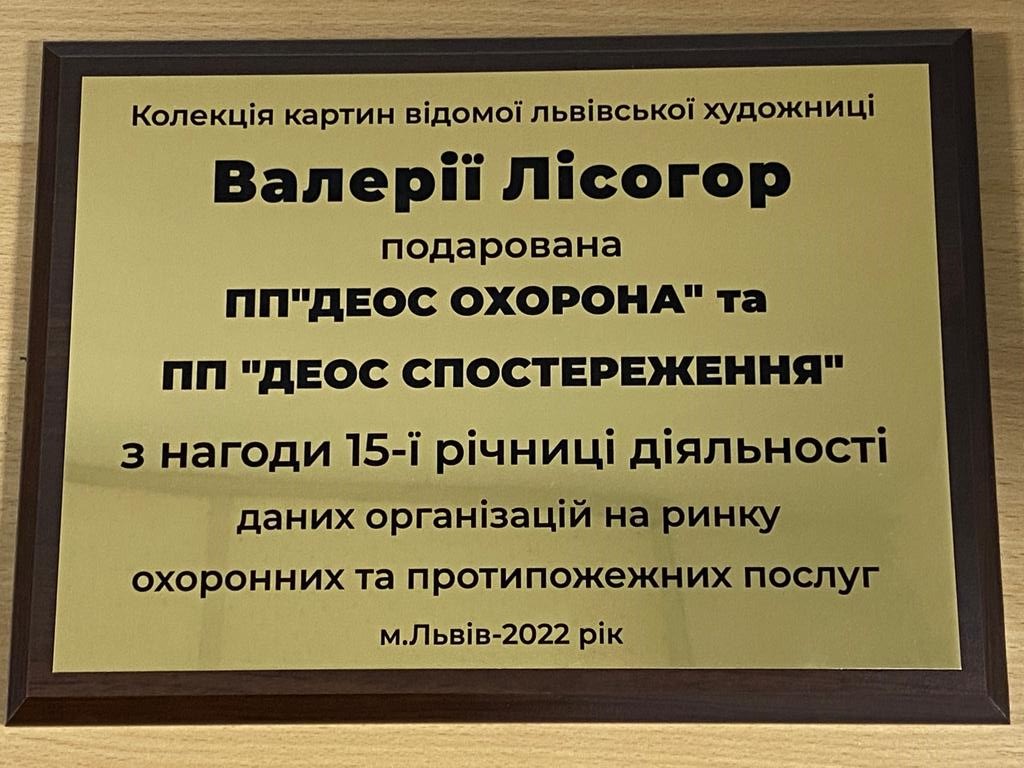 Колекція картин відомої львівської художниці
Валерії Лісогор
подарована
ПП"ДЕОС ОХОРОНА" та
ПП "ДЕОС СПОСТЕРЕЖЕННЯ"
з нагоди 15-ї річниці діяльності
даних організацій на ринку
охоронних та протипожежних послуг
м.Львів-2022 рік